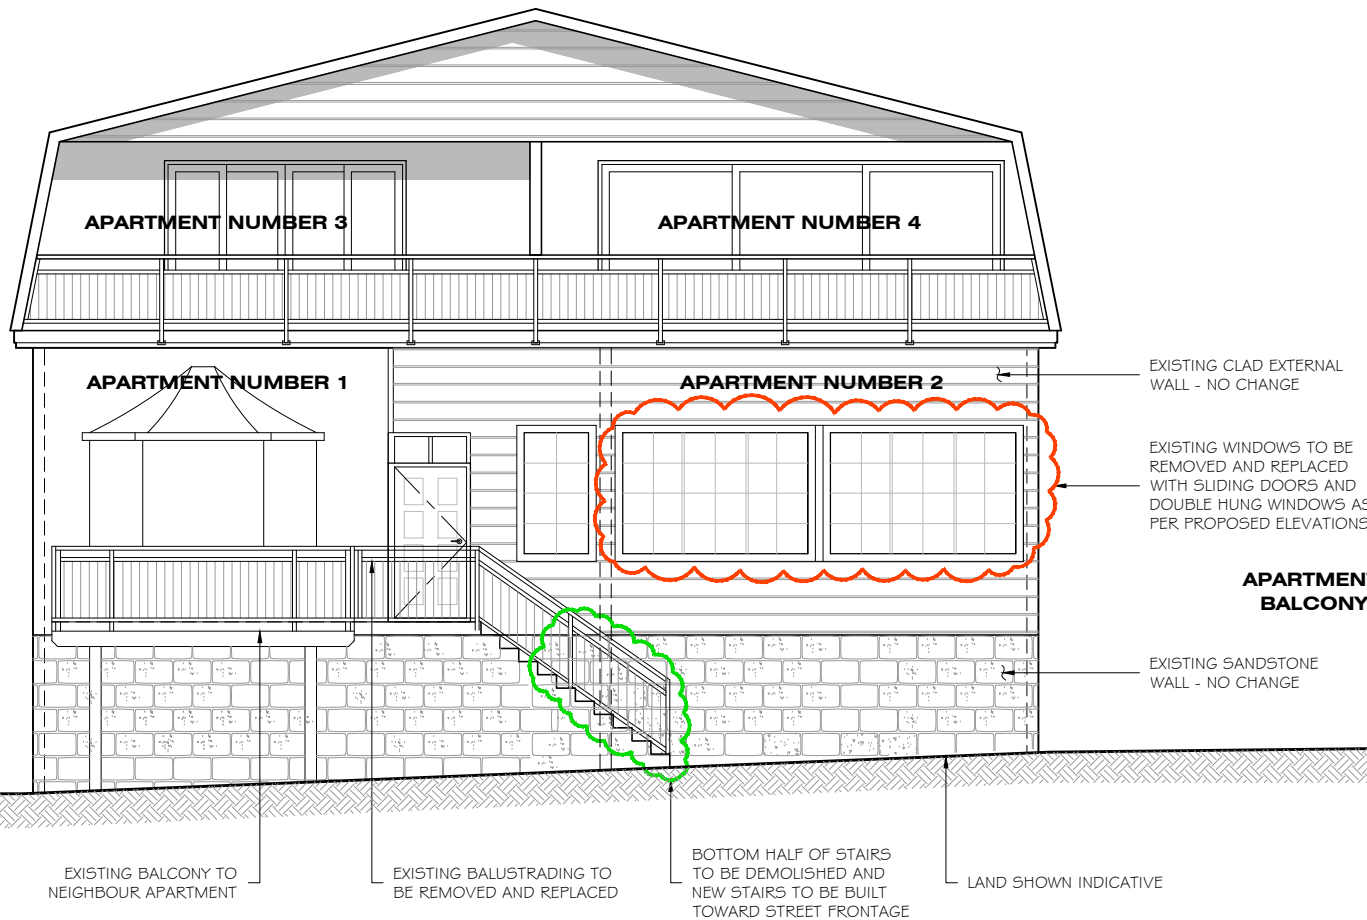 APARTMENT NUMBER 3
APARTMENT NUMBER 4
APARTMENT NUMBER 1
APARTMENT NUMBER 2
EXISTING CLAD EXTERNAL
WALL - NO CHANGE
EXISTING WINDOWS TO BE
REMOVED AND REPLACED
WITH SLIDING DOORS AND
DOUBLE HUNG WINDOWS AS
PER PROPOSED ELEVATIONS
APARTMENT
BALCONY
EXISTING SANDSTONE
WALL - NO CHANGE
EXISTING BALCONY TO
NEIGHBOUR APARTMENT
EXISTING BALUSTRADING TO
BE REMOVED AND REPLACED
BOTTOM HALF OF STAIRS
TO BE DEMOLISHED AND
NEW STAIRS TO BE BUILT
TOWARD STREET FRONTAGE
LAND SHOWN INDICATIVE